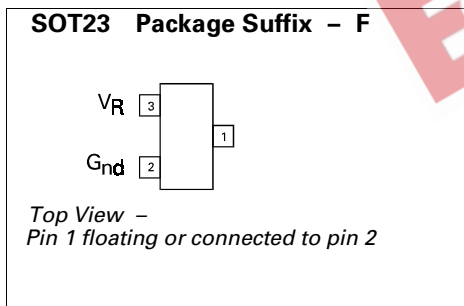 SOT23 Package Suffix – F
VR 3
1
Gnd 2
Top View –
Pin 1 floating or connected to pin 2